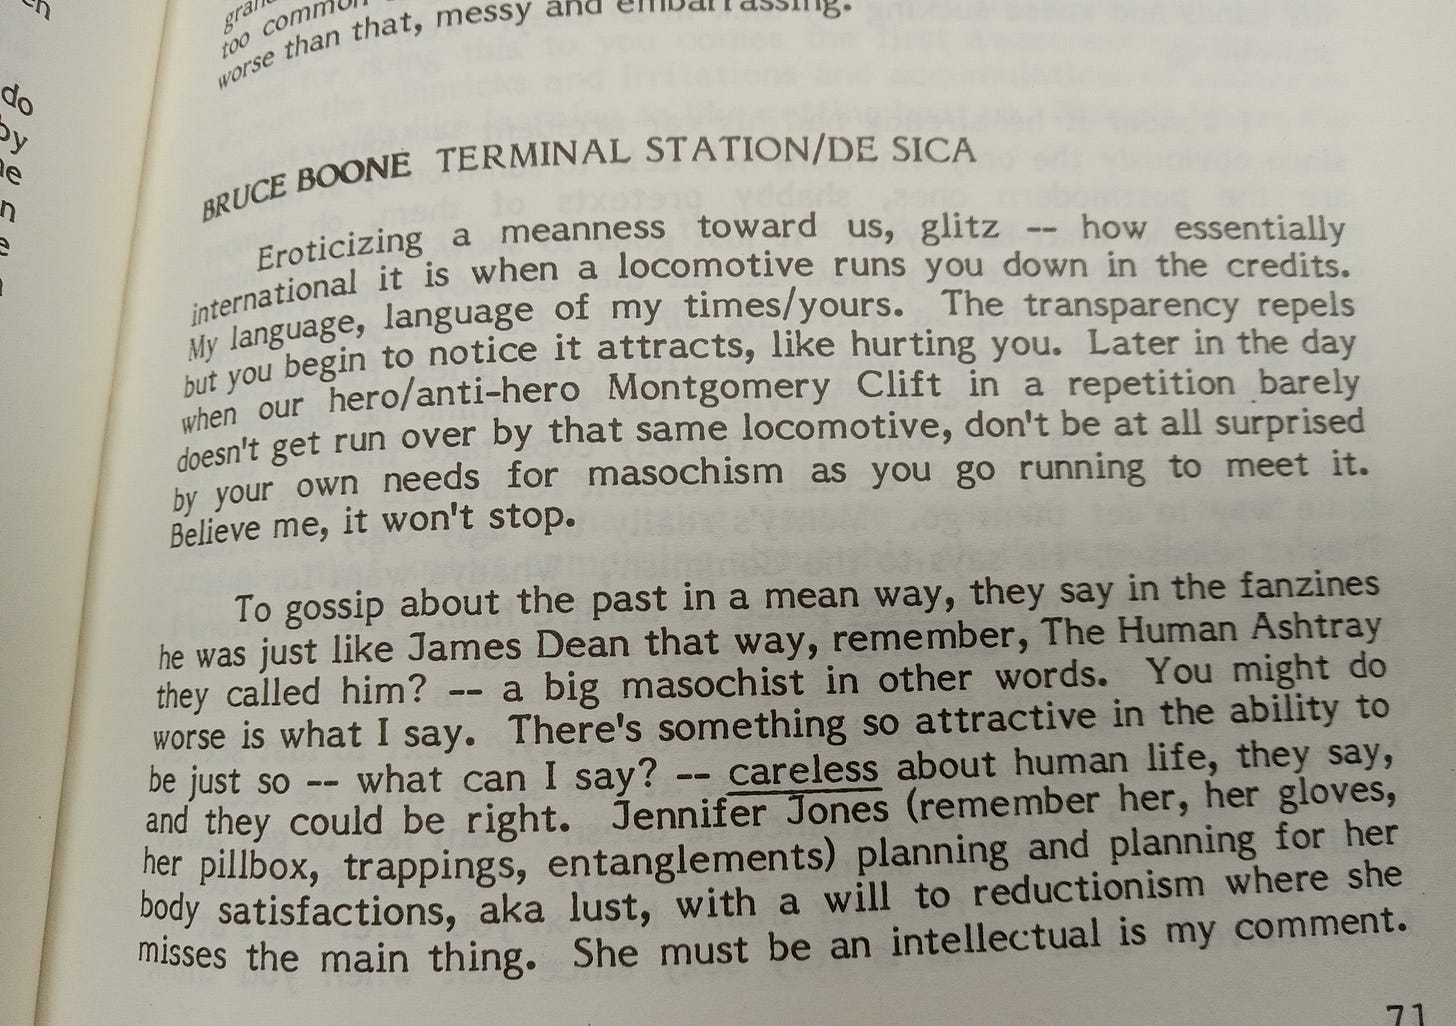 too common
worse than that, messy and embarrassing.
BRUCE BOONE TERMINAL STATION/DE SICA
Eroticizing a meanness toward us, glitz -- how essentially
international it is when a locomotive runs you down in the credits.
My language, language of my times/yours. The transparency repels
but you begin to notice it attracts, like hurting you. Later in the day
when our hero/anti-hero Montgomery Clift in a repetition barely
doesn't get run over by that same locomotive, don't be at all surprised
by your own needs for masochism as you go running to meet it.
Believe me, it won't stop.
To gossip about the past in a mean way, they say in the fanzines
he was just like James Dean that way, remember, The Human Ashtray
they called him? -- a big masochist in other words. You might do
worse is what I say. There's something so attractive in the ability to
be just so -- what can I say? -- careless about human life, they say,
and they could be right. Jennifer Jones (remember her, her gloves,
her pillbox, trappings, entanglements) planning and planning for her
body satisfactions, aka lust, with a will to reductionism where she
misses the main thing. She must be an intellectual is my comment.
71
do
by